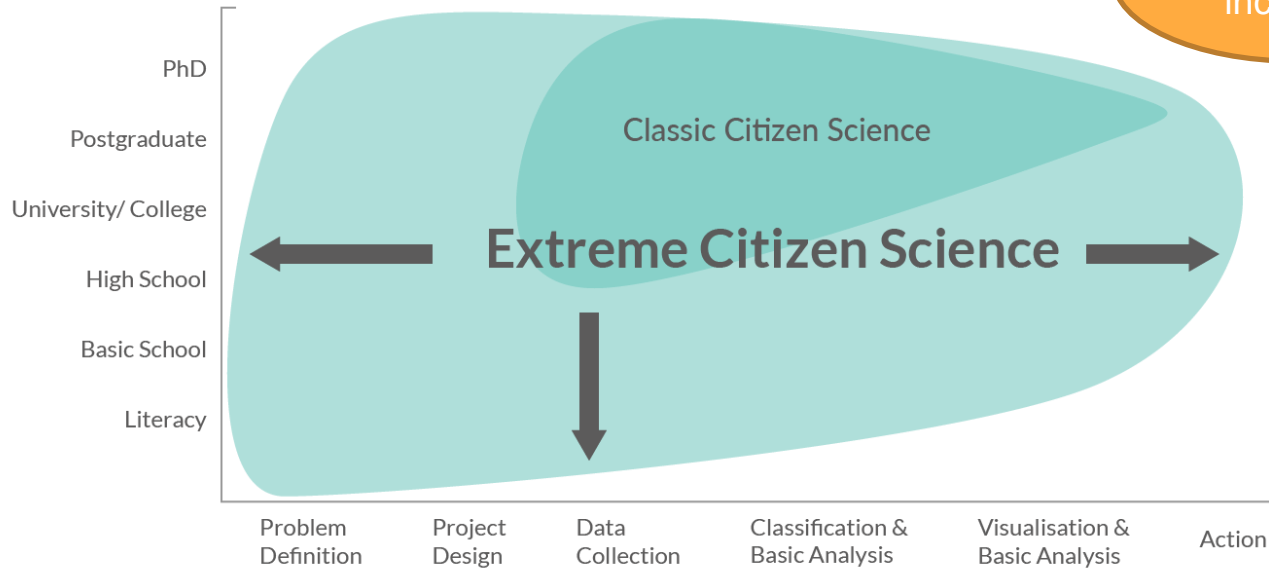 PhD
Postgraduate
University/ College
High School
Basic School
Literacy
Classic Citizen Science
Extreme Citizen Science
Problem
Definition
Project
Design
Data
Collection
Classification &
Basic Analysis
Visualisation &
Basic Analysis
Action